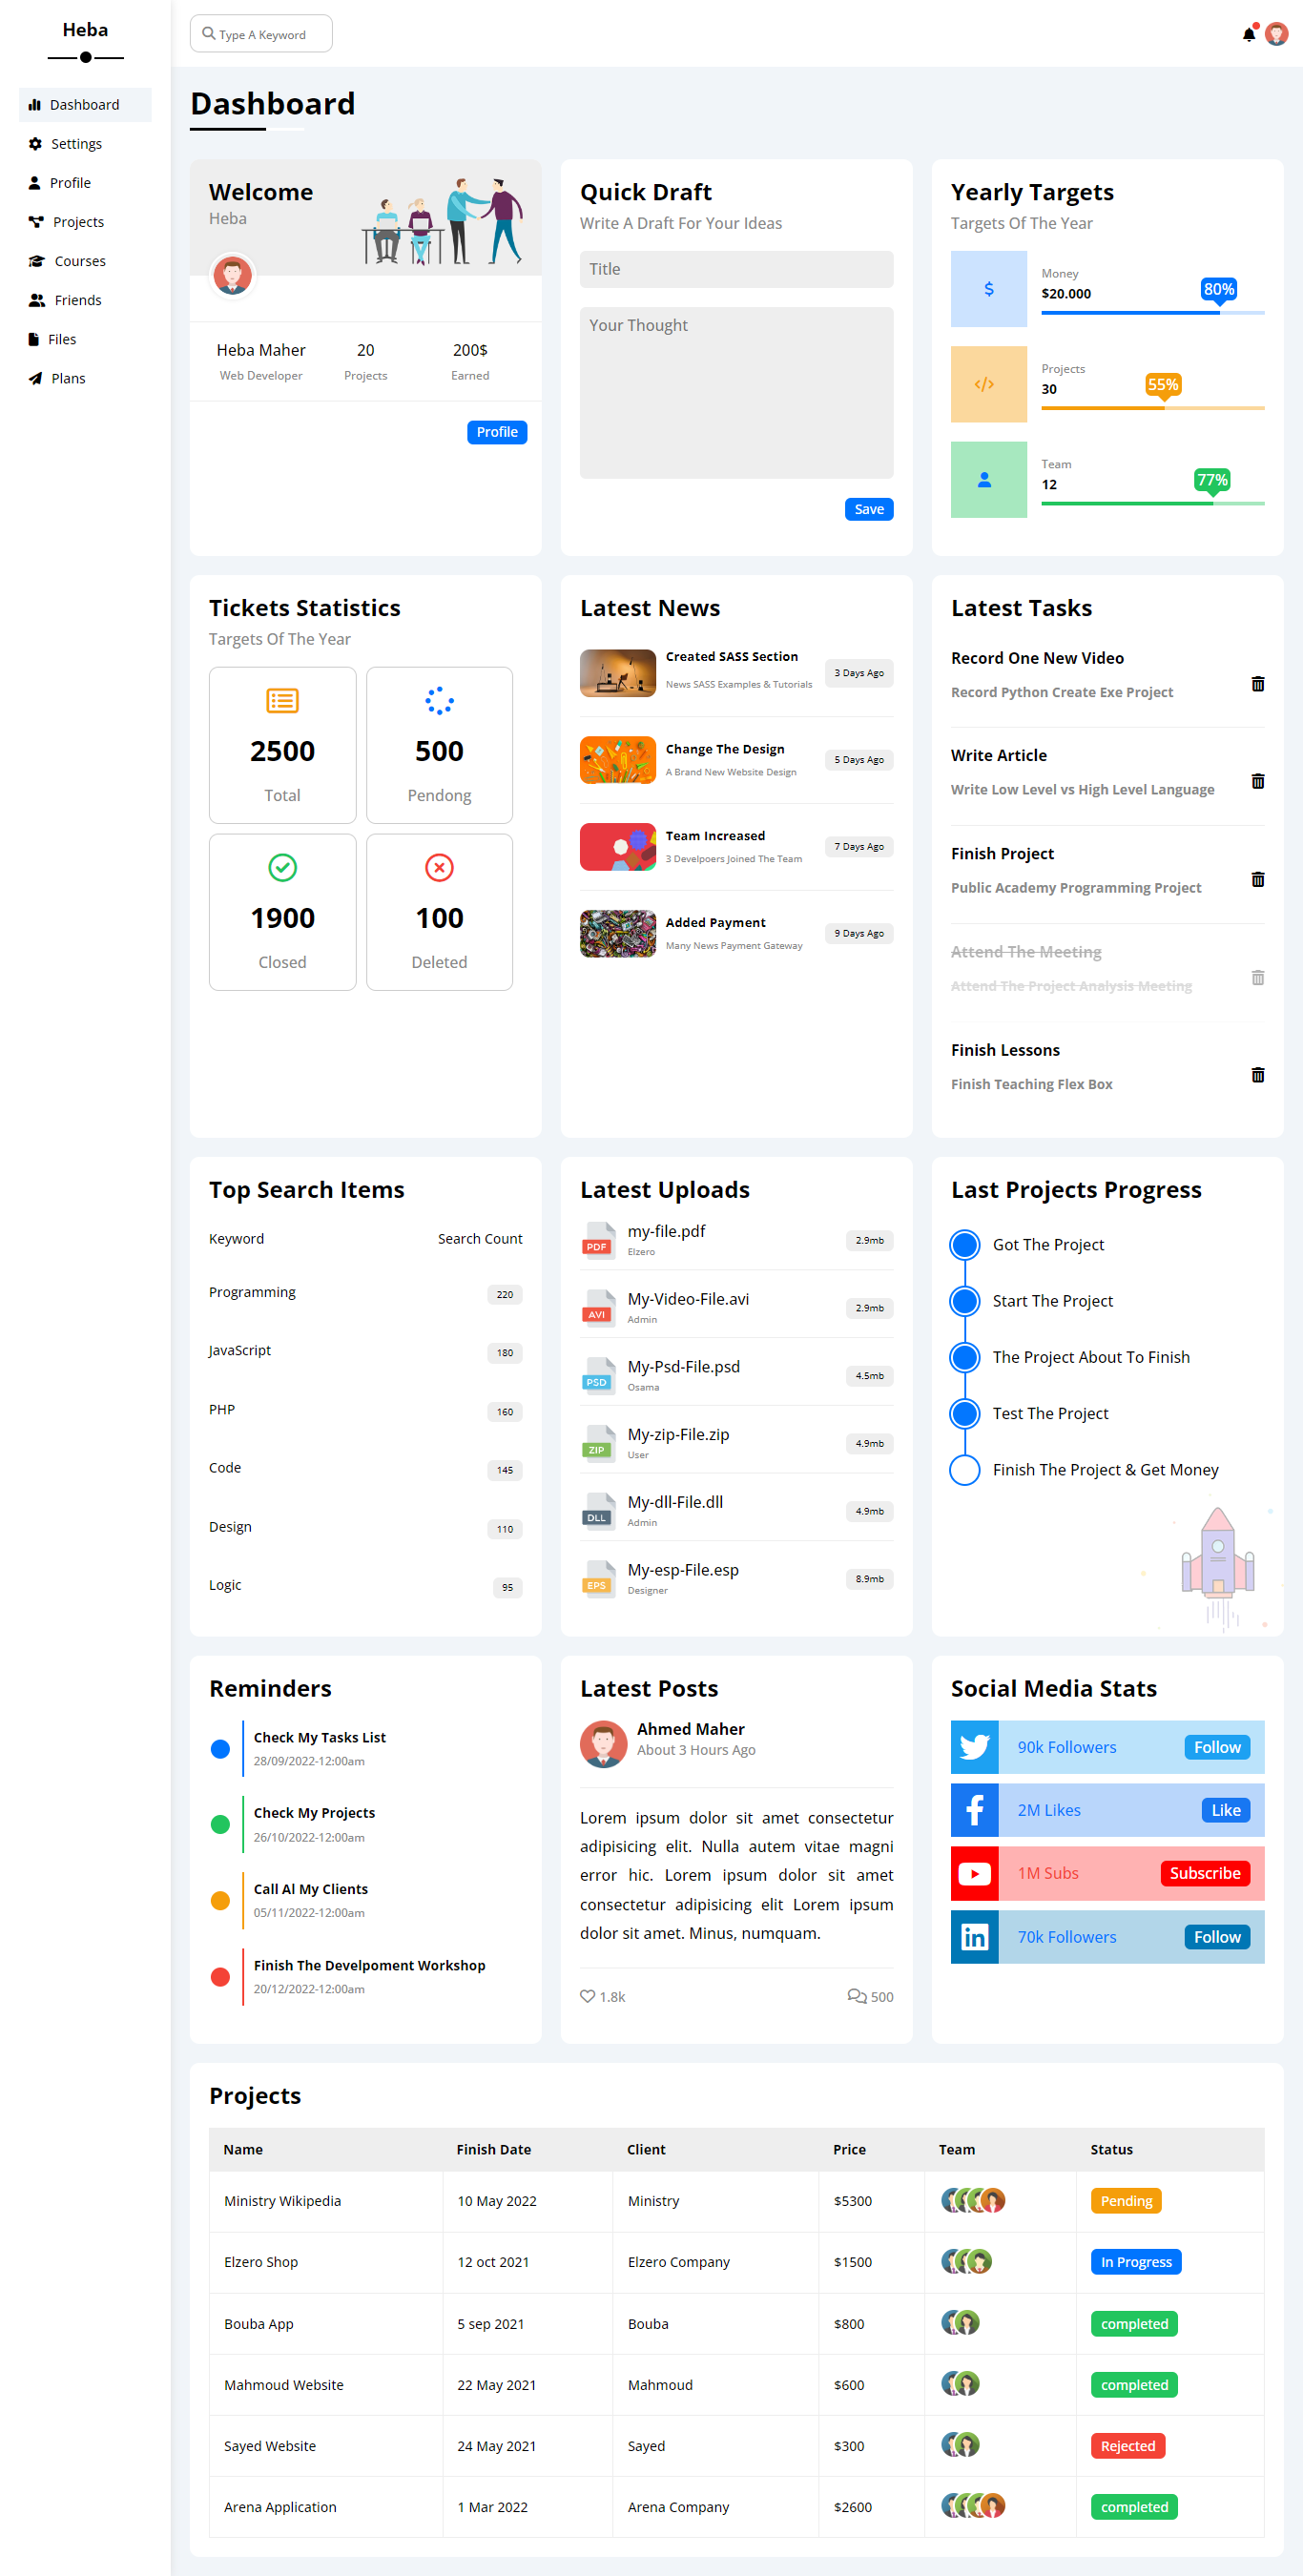 Heba
Dashboard
Settings
Profile
Projects
Courses
Friends
Files
Plans
Type A Keyword
Dashboard
Welcome
Heba
Heba Maher
Web Developer
20
Projects
200$
Earned
Profile
Quick Draft
Write A Draft For Your Ideas
Title
Your Thought
Save
Yearly Targets
Targets Of The Year
$
Money
$20.000
80%
</>
Projects
30
55%
Team
12
77%
Tickets Statistics
Targets Of The Year
2500
Total
500
Pendong
1900
Closed
100
Deleted
Latest News
Created SASS Section
News SASS Examples & Tutorials
3 Days Ago
Change The Design
A Brand New Website Design
5 Days Ago
Team Increased
3 Develpoers Joined The Team
7 Days Ago
Added Payment
Many News Payment Gateway
9 Days Ago
Latest Tasks
Record One New Video
Record Python Create Exe Project
Write Article
Write Low Level vs High Level Language
Finish Project
Public Academy Programming Project
Attend The Meeting
Attend The Project Analysis Meeting
Finish Lessons
Finish Teaching Flex Box
Top Search Items
Keyword Search Count
Programming 220
JavaScript 180
PHP 160
Code 145
Design 110
Logic 95
Latest Uploads
PDF
my-file.pdf
Elzero
2.9mb
AVI
My-Video-File.avi
Admin
2.9mb
PSD
My-Psd-File.psd
Osama
4.5mb
ZIP
My-zip-File.zip
User
4.9mb
DLL
My-dll-File.dll
Admin
4.9mb
EPS
My-esp-File.esp
Designer
8.9mb
Last Projects Progress
Got The Project
Start The Project
The Project About To Finish
Test The Project
Finish The Project & Get Money
Reminders
Check My Tasks List
28/09/2022-12:00am
Check My Projects
26/10/2022-12:00am
Call Al My Clients
05/11/2022-12:00am
Finish The Develpoment Workshop
20/12/2022-12:00am
Latest Posts
Ahmed Maher
About 3 Hours Ago
Lorem ipsum dolor sit amet consectetur
adipisicing elit. Nulla autem vitae magni
error hic. Lorem ipsum dolor sit amet
consectetur adipisicing elit Lorem ipsum
dolor sit amet. Minus, numquam.
1.8k 500
Social Media Stats
90k Followers Follow
2M Likes Like
1M Subs Subscribe
in 70k Followers Follow
Projects
Name Finish Date Client Price Team Status
Ministry Wikipedia 10 May 2022 Ministry $5300 Pending
Elzero Shop 12 oct 2021 Elzero Company $1500 In Progress
Bouba App 5 sep 2021 Bouba $800 completed
Mahmoud Website 22 May 2021 Mahmoud $600 completed
Sayed Website 24 May 2021 Sayed $300 Rejected
Arena Application 1 Mar 2022 Arena Company $2600 completed